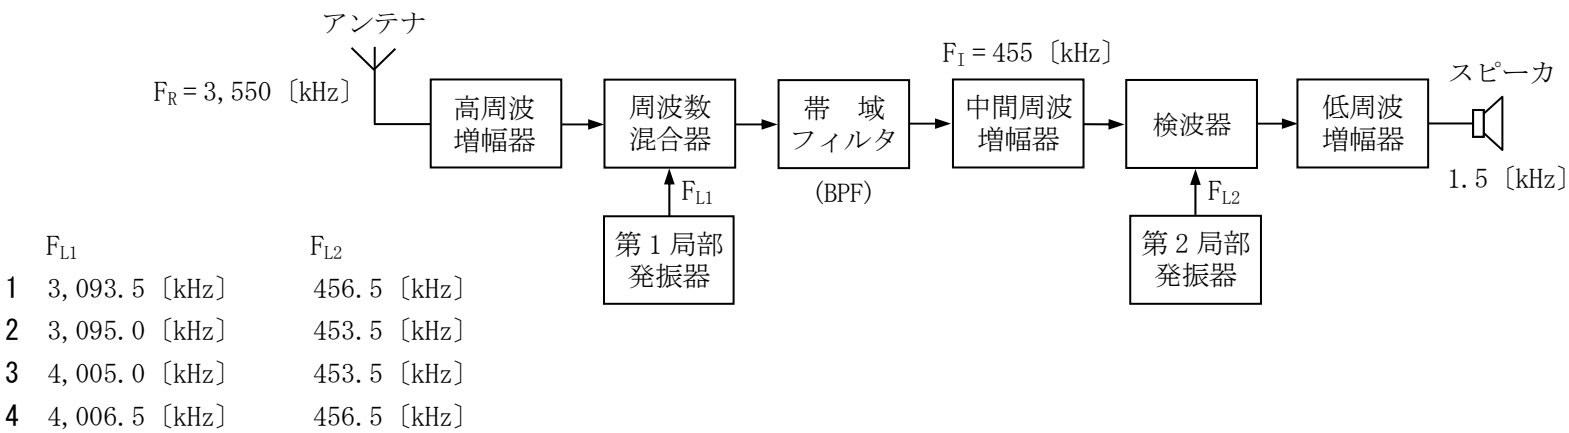 アンテナ
F_R = 3,550 〔kHz〕
高周波
増幅器
周波数
混合器
帯 域
フィルタ
(BPF)
F_I = 455 〔kHz〕
中間周波
増幅器
検波器
低周波
増幅器
スピーカ
1.5 〔kHz〕
F_L1
第1局部
発振器
F_L2
第2局部
発振器
F_L1 F_L2
1 3,093.5 〔kHz〕 456.5 〔kHz〕
2 3,095.0 〔kHz〕 453.5 〔kHz〕
3 4,005.0 〔kHz〕 453.5 〔kHz〕
4 4,006.5 〔kHz〕 456.5 〔kHz〕